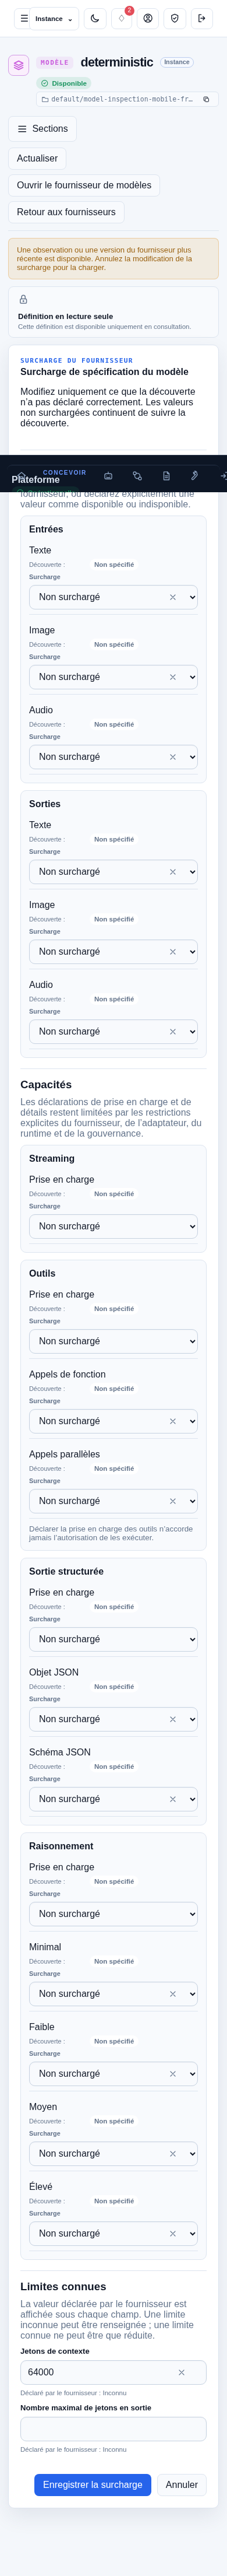 Instance
2
MODÈLE
deterministic
Instance
Disponible
default/model-inspection-mobile-fr…
Sections
Actualiser
Ouvrir le fournisseur de modèles
Retour aux fournisseurs
Une observation ou une version du fournisseur plus
récente est disponible. Annulez la modification de la
surcharge pour la charger.
Définition en lecture seule
Cette définition est disponible uniquement en consultation.
SURCHARGE DU FOURNISSEUR
Surcharge de spécification du modèle
Modifiez uniquement ce que la découverte
n'a pas déclaré correctement. Les valeurs
non surchargées continuent de suivre la
découverte.
CONCEVOIR
Plateforme
fournisseur, ou déclarez explicitement une
valeur comme disponible ou indisponible.
Entrées
Texte
Découverte : Non spécifié
Surcharge
Non surchargé
Image
Découverte : Non spécifié
Surcharge
Non surchargé
Audio
Découverte : Non spécifié
Surcharge
Non surchargé
Sorties
Texte
Découverte : Non spécifié
Surcharge
Non surchargé
Image
Découverte : Non spécifié
Surcharge
Non surchargé
Audio
Découverte : Non spécifié
Surcharge
Non surchargé
Capacités
Les déclarations de prise en charge et de
détails restent limitées par les restrictions
explicites du fournisseur, de l'adaptateur, du
runtime et de la gouvernance.
Streaming
Prise en charge
Découverte : Non spécifié
Surcharge
Non surchargé
Outils
Prise en charge
Découverte : Non spécifié
Surcharge
Non surchargé
Appels de fonction
Découverte : Non spécifié
Surcharge
Non surchargé
Appels parallèles
Découverte : Non spécifié
Surcharge
Non surchargé
Déclarer la prise en charge des outils n'accorde
jamais l'autorisation de les exécuter.
Sortie structurée
Prise en charge
Découverte : Non spécifié
Surcharge
Non surchargé
Objet JSON
Découverte : Non spécifié
Surcharge
Non surchargé
Schéma JSON
Découverte : Non spécifié
Surcharge
Non surchargé
Raisonnement
Prise en charge
Découverte : Non spécifié
Surcharge
Non surchargé
Minimal
Découverte : Non spécifié
Surcharge
Non surchargé
Faible
Découverte : Non spécifié
Surcharge
Non surchargé
Moyen
Découverte : Non spécifié
Surcharge
Non surchargé
Élevé
Découverte : Non spécifié
Surcharge
Non surchargé
Limites connues
La valeur déclarée par le fournisseur est
affichée sous chaque champ. Une limite
inconnue peut être renseignée ; une limite
connue ne peut être que réduite.
Jetons de contexte
64000
Déclaré par le fournisseur : Inconnu
Nombre maximal de jetons en sortie
Déclaré par le fournisseur : Inconnu
Enregistrer la surcharge
Annuler